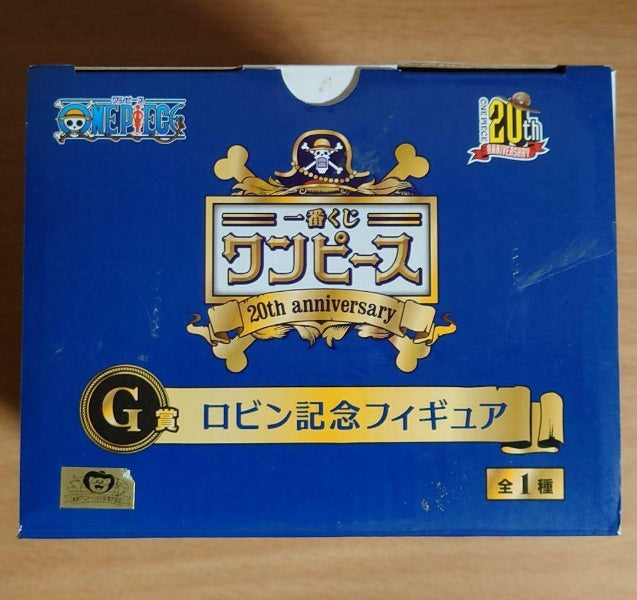 ワンピース
ONE PIECE
ONE PIECE
20th
ANNIVERSARY
一番くじ
ワンピース
20th anniversary
G賞
ロビン記念フィギュア
全1種